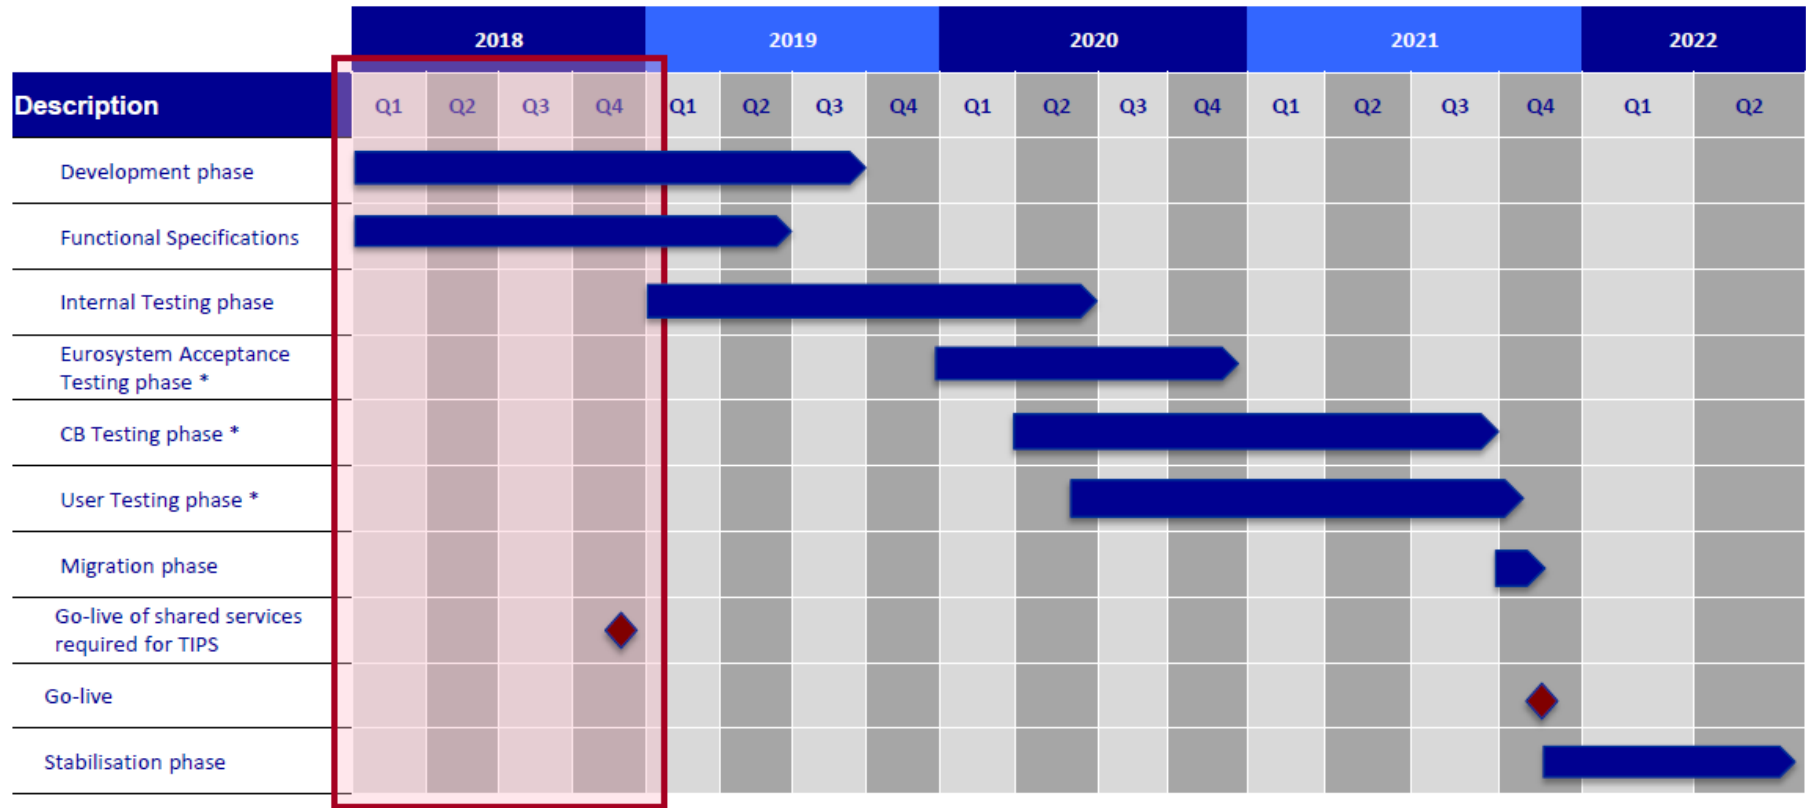 2018 2019 2020 2021 2022
Description Q1 Q2 Q3 Q4 Q1 Q2 Q3 Q4 Q1 Q2 Q3 Q4 Q1 Q2 Q3 Q4 Q1 Q2
Development phase
Functional Specifications
Internal Testing phase
Eurosystem Acceptance
Testing phase *
CB Testing phase *
User Testing phase *
Migration phase
Go-live of shared services
required for TIPS
Go-live
Stabilisation phase